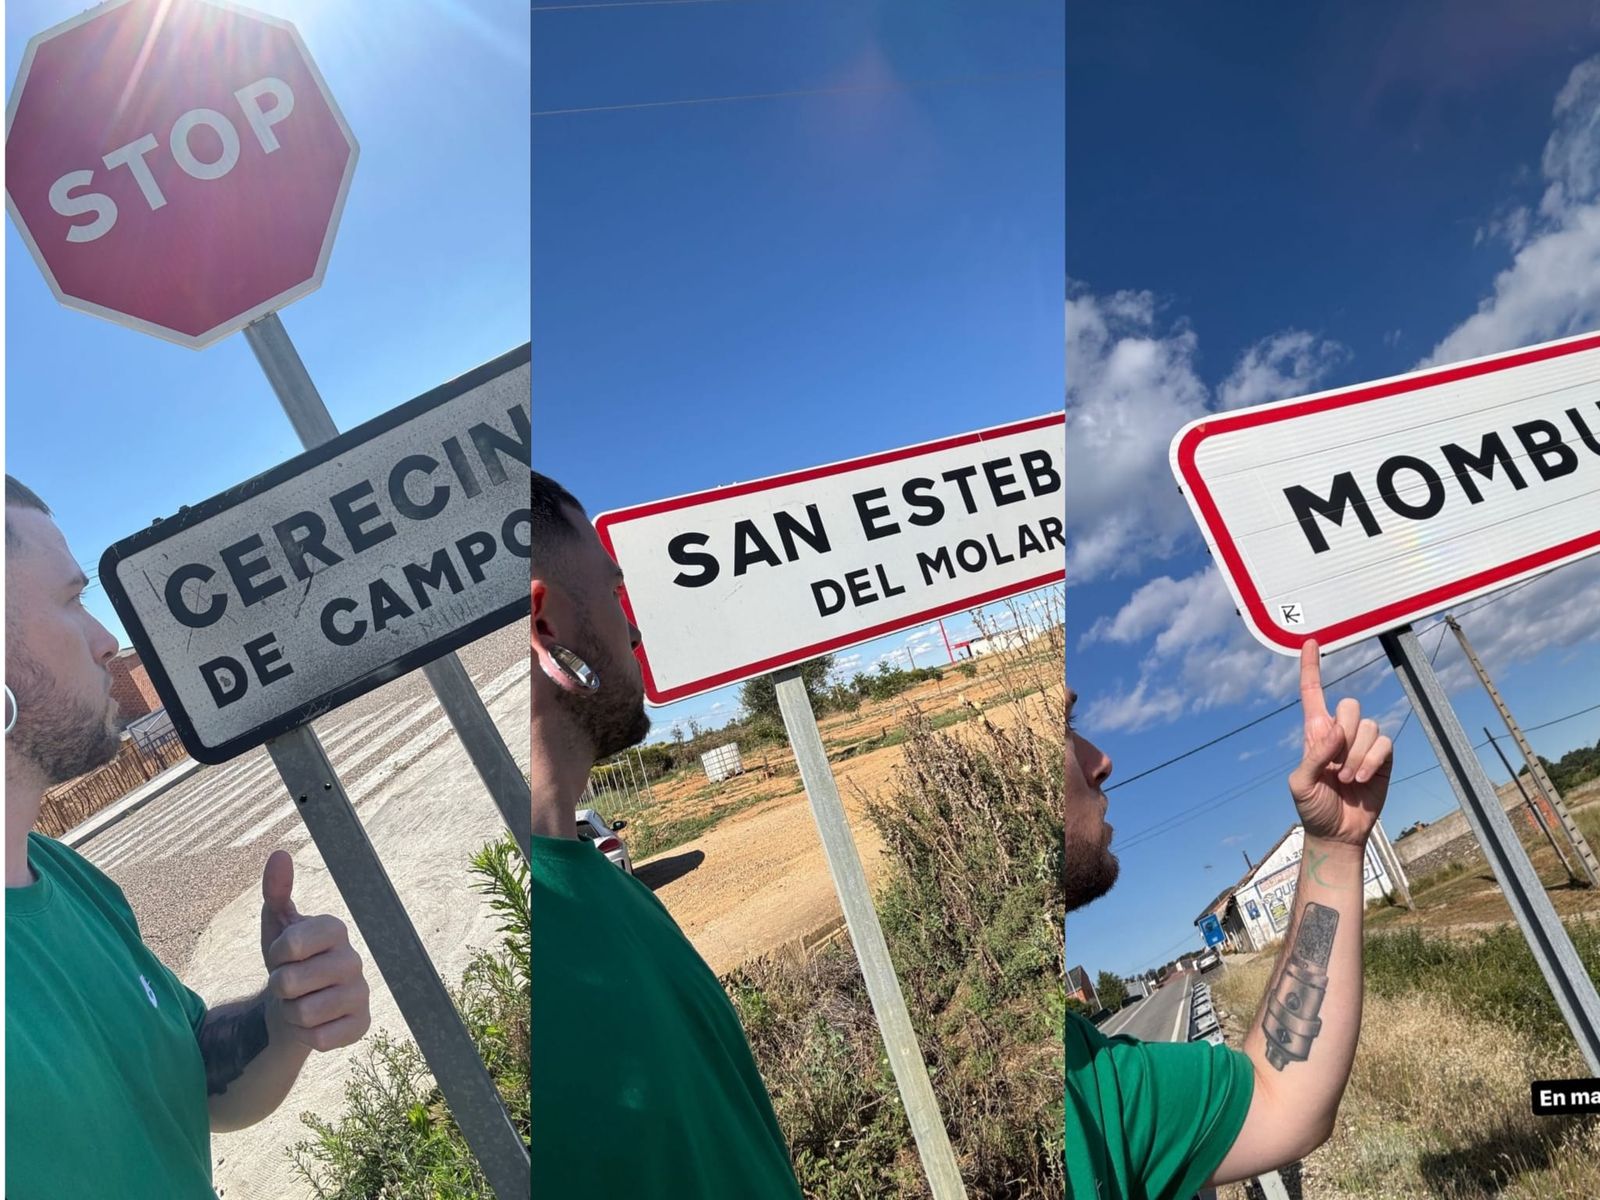 STOP
CERECIN
DE CAMPO
SAN ESTEB
DEL MOLAR
MOMBU
En ma